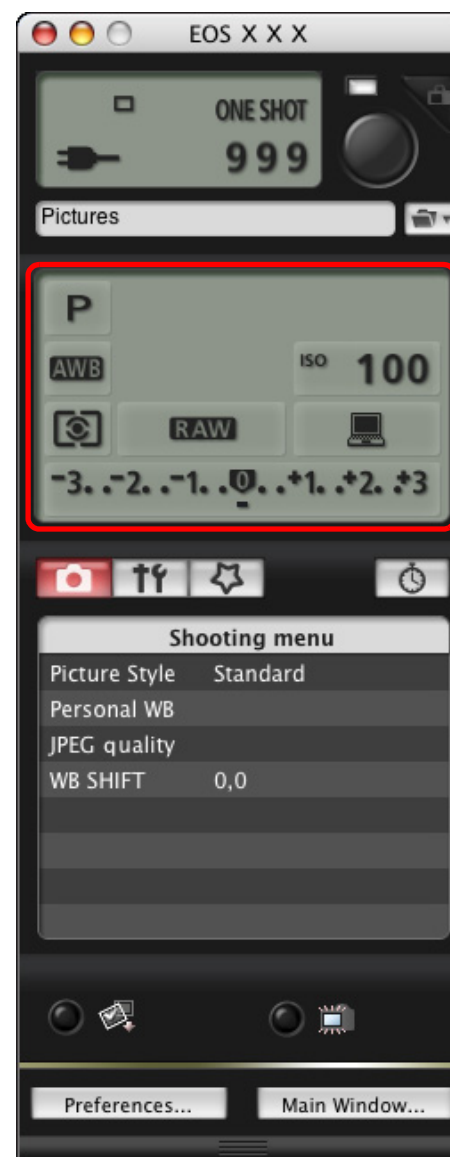 EOS X X X
ONE SHOT
999
Pictures
P
AWB
ISO 100
RAW
-3. .-2. .-1. .0. .+1. .+2. .+3
Shooting menu
Picture Style Standard
Personal WB
JPEG quality
WB SHIFT 0,0
Preferences... Main Window...